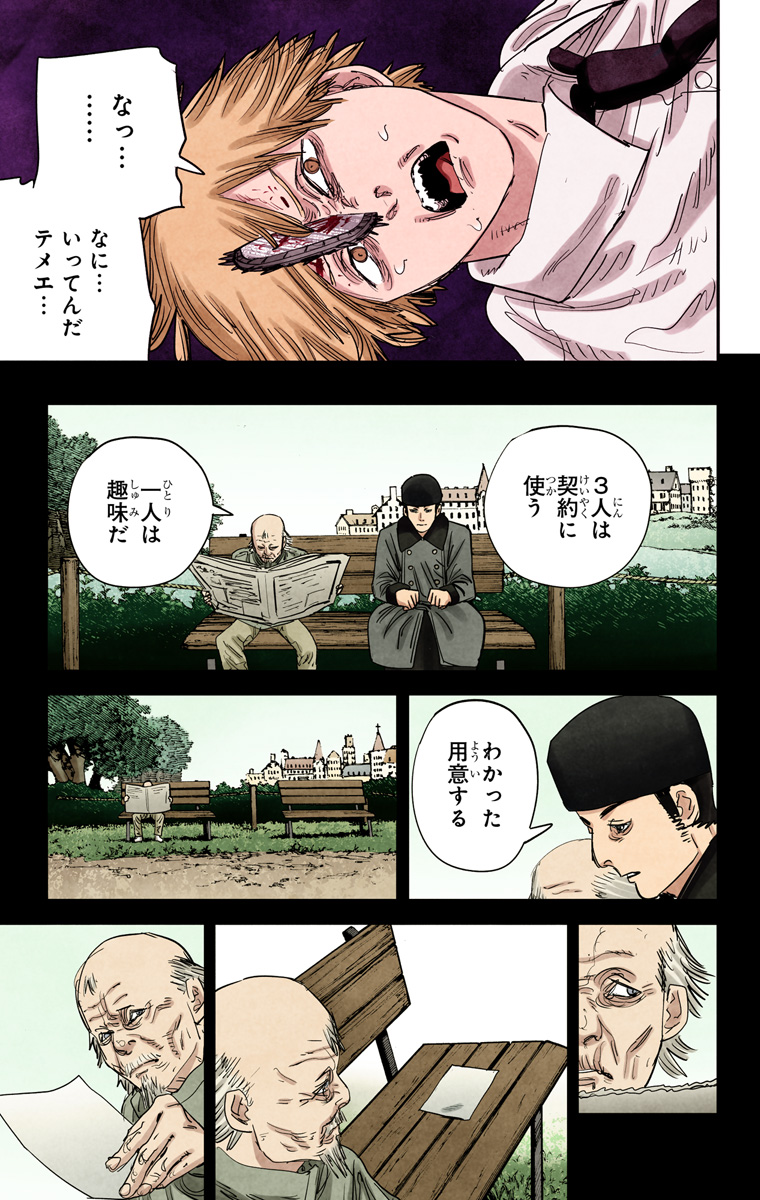 なっ…
……
なに…
いってんだ
テメエ…
3人は
契約に
使う
一人は
趣味だ
わかった
用意する